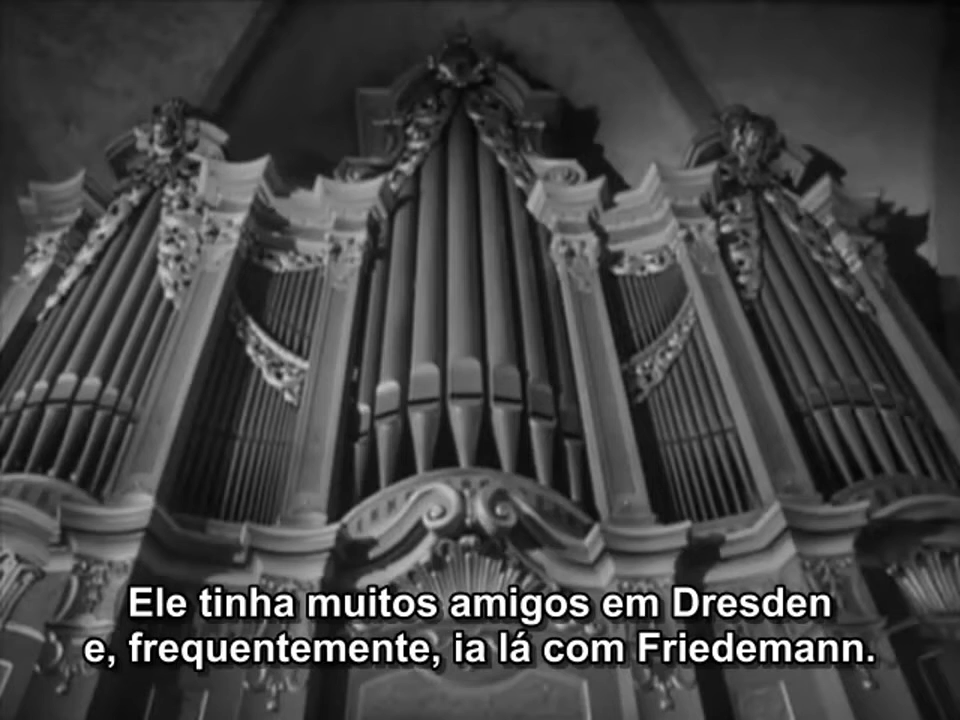 Ele tinha muitos amigos em Dresden
e, frequentemente, ia lá com Friedemann.